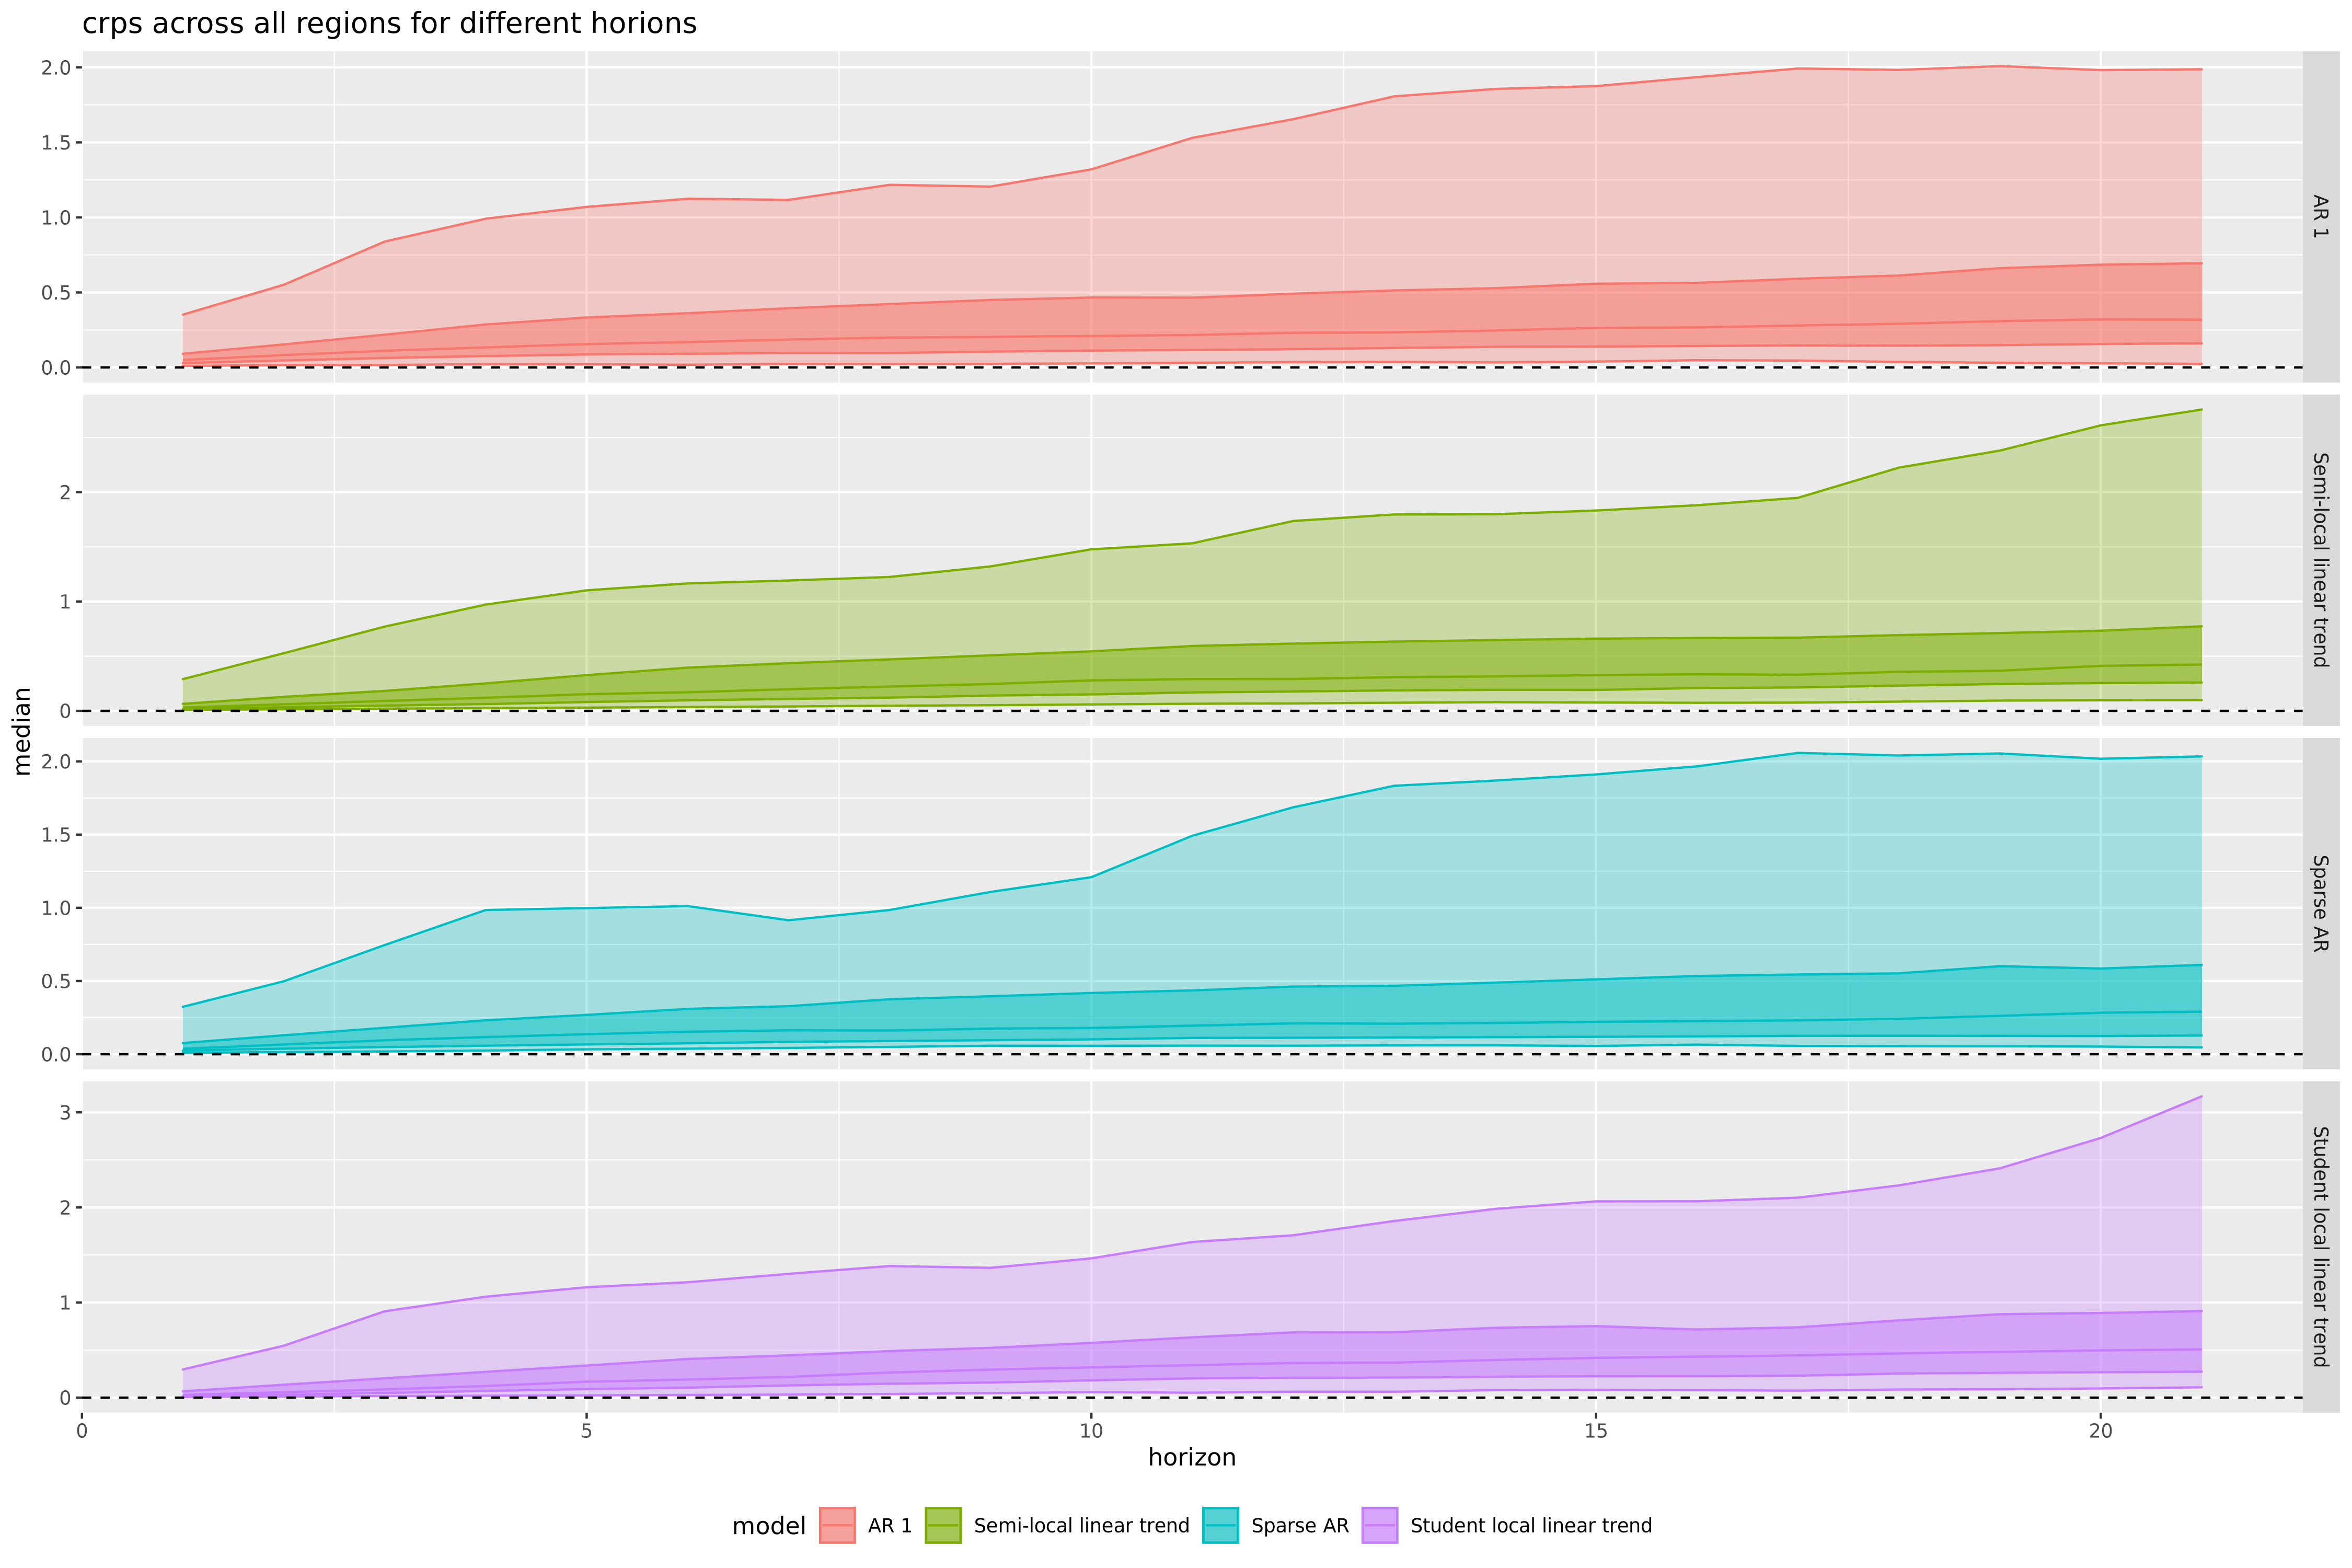 crps across all regions for different horions
median
2.0
1.5
1.0
0.5
0.0
AR 1
2
1
0
Semi-local linear trend
2.0
1.5
1.0
0.5
0.0
Sparse AR
3
2
1
0
Student local linear trend
0 5 10 15 20
horizon
model AR 1 Semi-local linear trend Sparse AR Student local linear trend